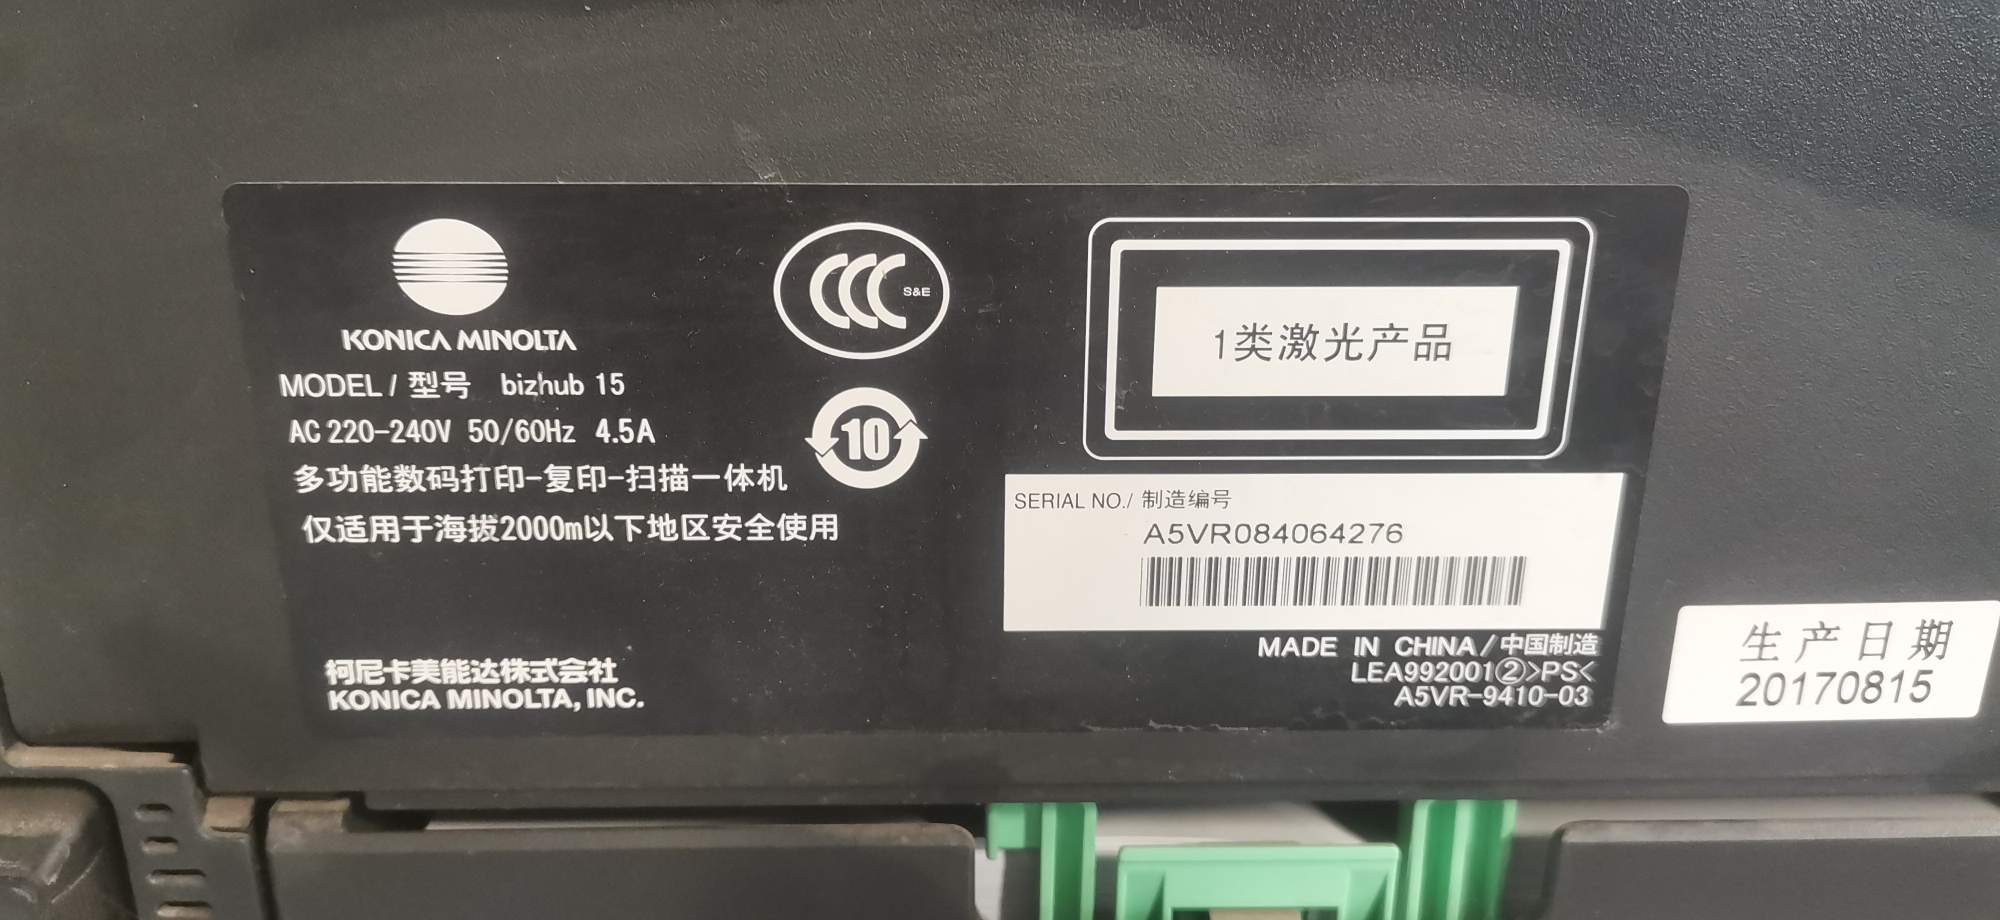 KONICA MINOLTA
MODEL / 型号 bizhub 15
AC 220-240V 50/60Hz 4.5A
多功能数码打印-复印-扫描一体机
仅适用于海拔2000m以下地区安全使用
柯尼卡美能达株式会社
KONICA MINOLTA, INC.
CCC S&E
10
1类激光产品
SERIAL NO./ 制造编号
A5VR084064276
MADE IN CHINA/中国制造
LEA992001②>PS<
A5VR-9410-03
生产日期
20170815